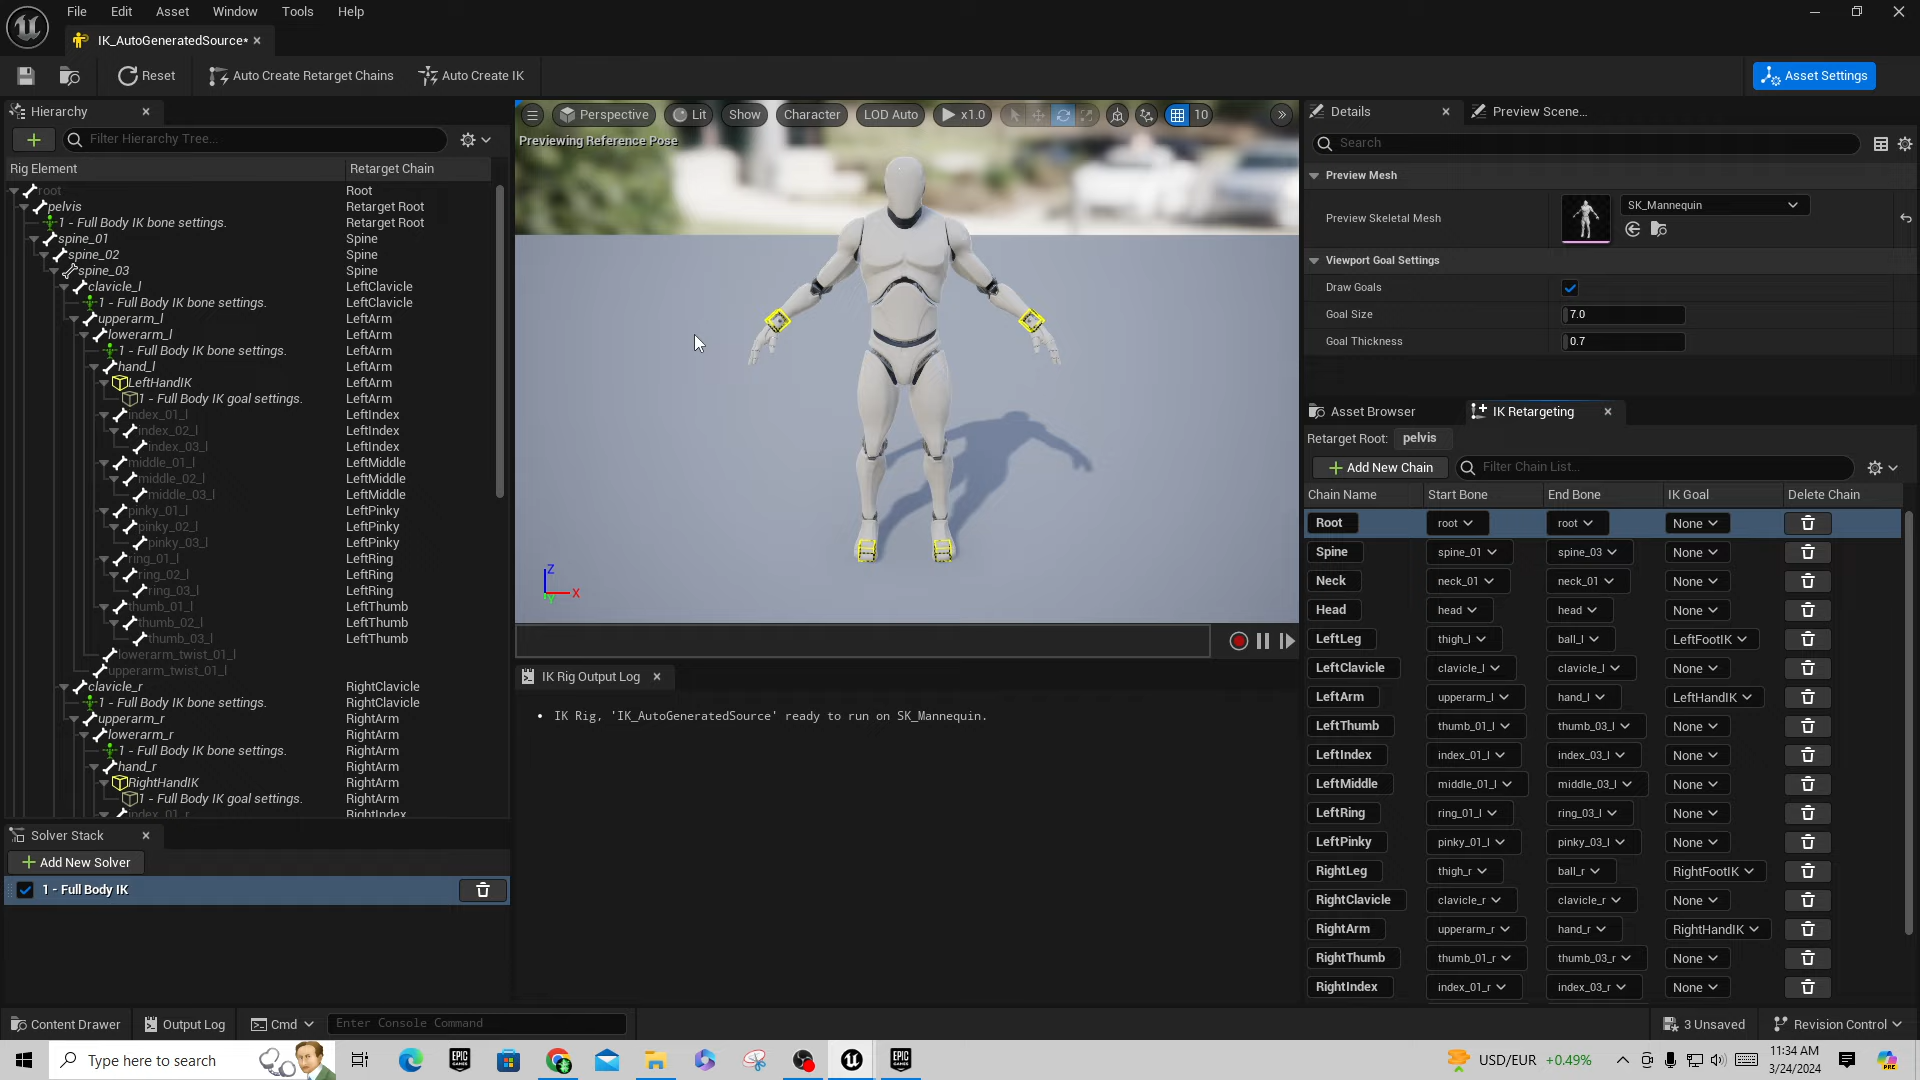 File Edit Asset Window Tools Help
IK_AutoGeneratedSource*
Reset Auto Create Retarget Chains Auto Create IK Asset Settings
Hierarchy
Filter Hierarchy Tree...
Rig Element Retarget Chain
root Root
pelvis Retarget Root
1 - Full Body IK bone settings. Retarget Root
spine_01 Spine
spine_02 Spine
spine_03 Spine
clavicle_l LeftClavicle
1 - Full Body IK bone settings. LeftClavicle
upperarm_l LeftArm
lowerarm_l LeftArm
1 - Full Body IK bone settings. LeftArm
hand_l LeftArm
LeftHandIK LeftArm
1 - Full Body IK goal settings. LeftArm
index_01_l LeftIndex
index_02_l LeftIndex
index_03_l LeftIndex
middle_01_l LeftMiddle
middle_02_l LeftMiddle
middle_03_l LeftMiddle
pinky_01_l LeftPinky
pinky_02_l LeftPinky
pinky_03_l LeftPinky
ring_01_l LeftRing
ring_02_l LeftRing
ring_03_l LeftRing
thumb_01_l LeftThumb
thumb_02_l LeftThumb
thumb_03_l LeftThumb
lowerarm_twist_01_l
upperarm_twist_01_l
clavicle_r RightClavicle
1 - Full Body IK bone settings. RightClavicle
upperarm_r RightArm
lowerarm_r RightArm
1 - Full Body IK bone settings. RightArm
hand_r RightArm
RightHandIK RightArm
1 - Full Body IK goal settings. RightArm
index_01_r RightIndex
Solver Stack
Add New Solver
1 - Full Body IK
Perspective Lit Show Character LOD Auto x1.0 10
Previewing Reference Pose
Z
X
Y
IK Rig Output Log
• IK Rig, 'IK_AutoGeneratedSource' ready to run on SK_Mannequin.
Details Preview Scene...
Search
Preview Mesh
Preview Skeletal Mesh SK_Mannequin
Viewport Goal Settings
Draw Goals
Goal Size 7.0
Goal Thickness 0.7
Asset Browser IK Retargeting
Retarget Root: pelvis
Add New Chain Filter Chain List...
Chain Name Start Bone End Bone IK Goal Delete Chain
Root root root None
Spine spine_01 spine_03 None
Neck neck_01 neck_01 None
Head head head None
LeftLeg thigh_l ball_l LeftFootIK
LeftClavicle clavicle_l clavicle_l None
LeftArm upperarm_l hand_l LeftHandIK
LeftThumb thumb_01_l thumb_03_l None
LeftIndex index_01_l index_03_l None
LeftMiddle middle_01_l middle_03_l None
LeftRing ring_01_l ring_03_l None
LeftPinky pinky_01_l pinky_03_l None
RightLeg thigh_r ball_r RightFootIK
RightClavicle clavicle_r clavicle_r None
RightArm upperarm_r hand_r RightHandIK
RightThumb thumb_01_r thumb_03_r None
RightIndex index_01_r index_03_r None
Content Drawer Output Log Cmd Enter Console Command 3 Unsaved Revision Control
Type here to search EPIC GAMES EPIC GAMES USD/EUR +0.49% 11:34 AM
3/24/2024